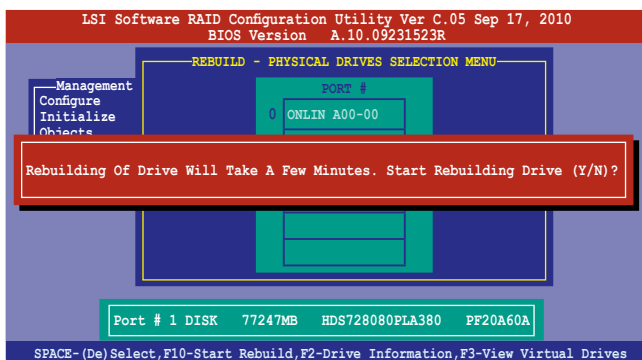 LSI Software RAID Configuration Utility Ver C.05 Sep 17, 2010
BIOS Version A.10.09231523R
REBUILD - PHYSICAL DRIVES SELECTION MENU
Management
Configure
Initialize
Objects
PORT #
0 ONLIN A00-00
Rebuilding Of Drive Will Take A Few Minutes. Start Rebuilding Drive (Y/N)?
Port # 1 DISK 77247MB HDS728080PLA380 PF20A60A
SPACE-(De)Select,F10-Start Rebuild,F2-Drive Information,F3-View Virtual Drives